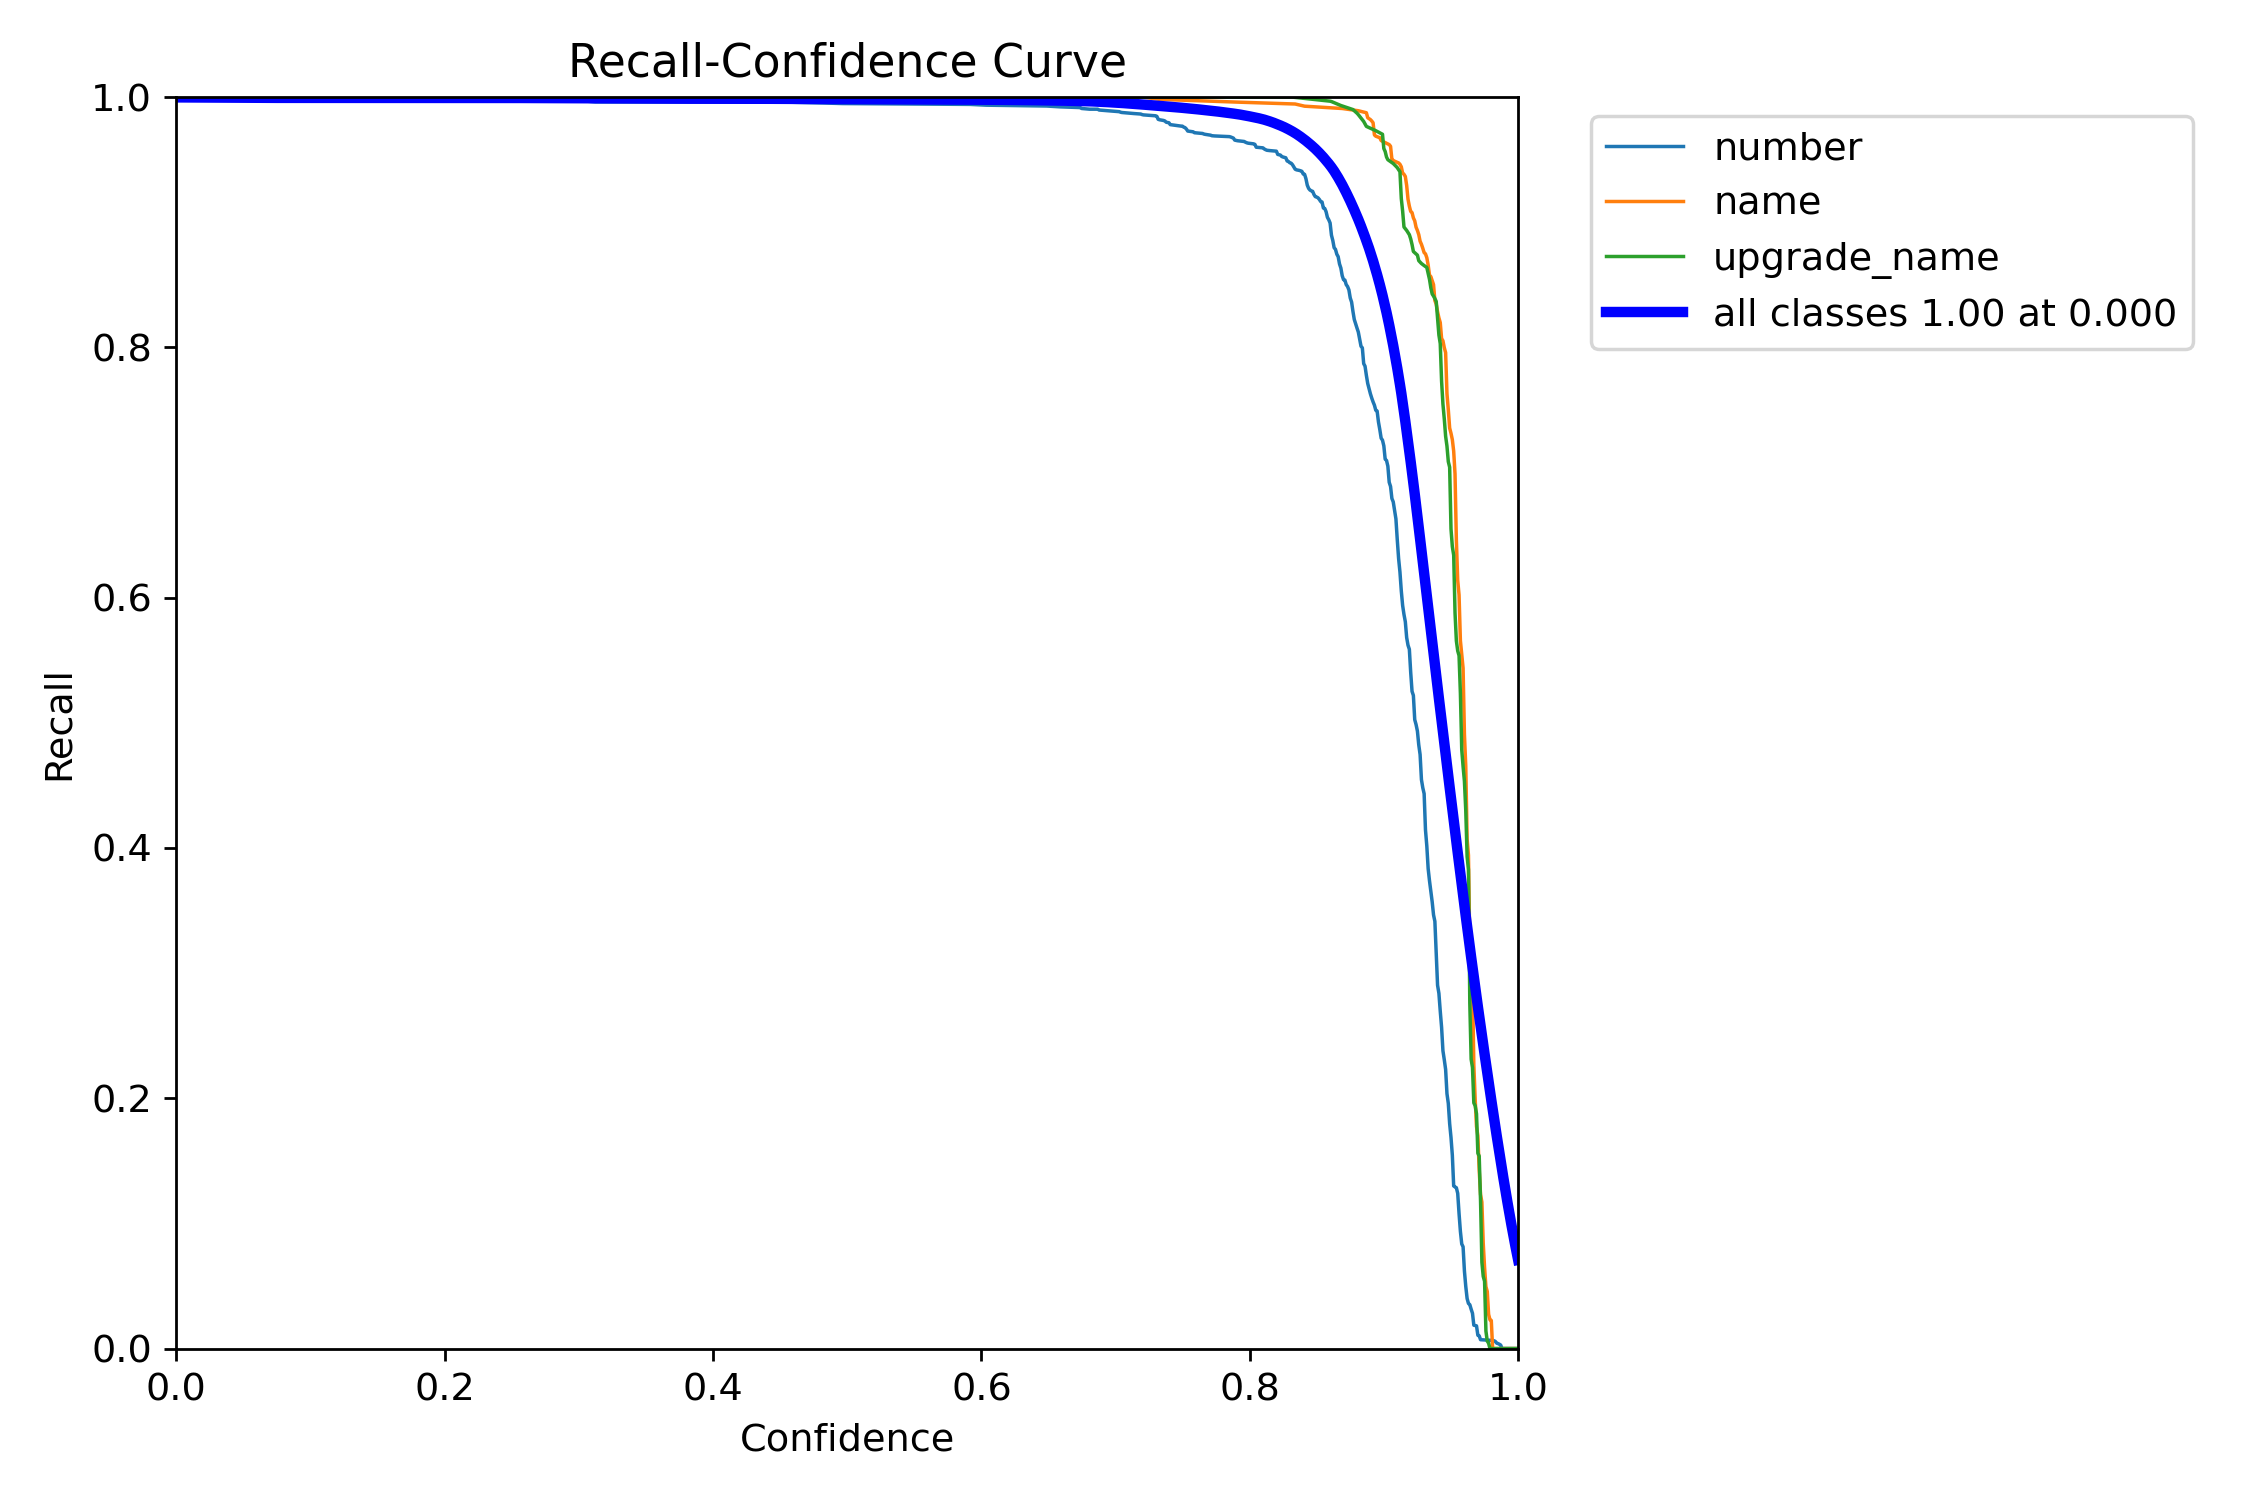 Recall-Confidence Curve
number
name
upgrade_name
all classes 1.00 at 0.000
1.0
0.8
0.6
0.4
0.2
0.0
Recall
0.0 0.2 0.4 0.6 0.8 1.0
Confidence